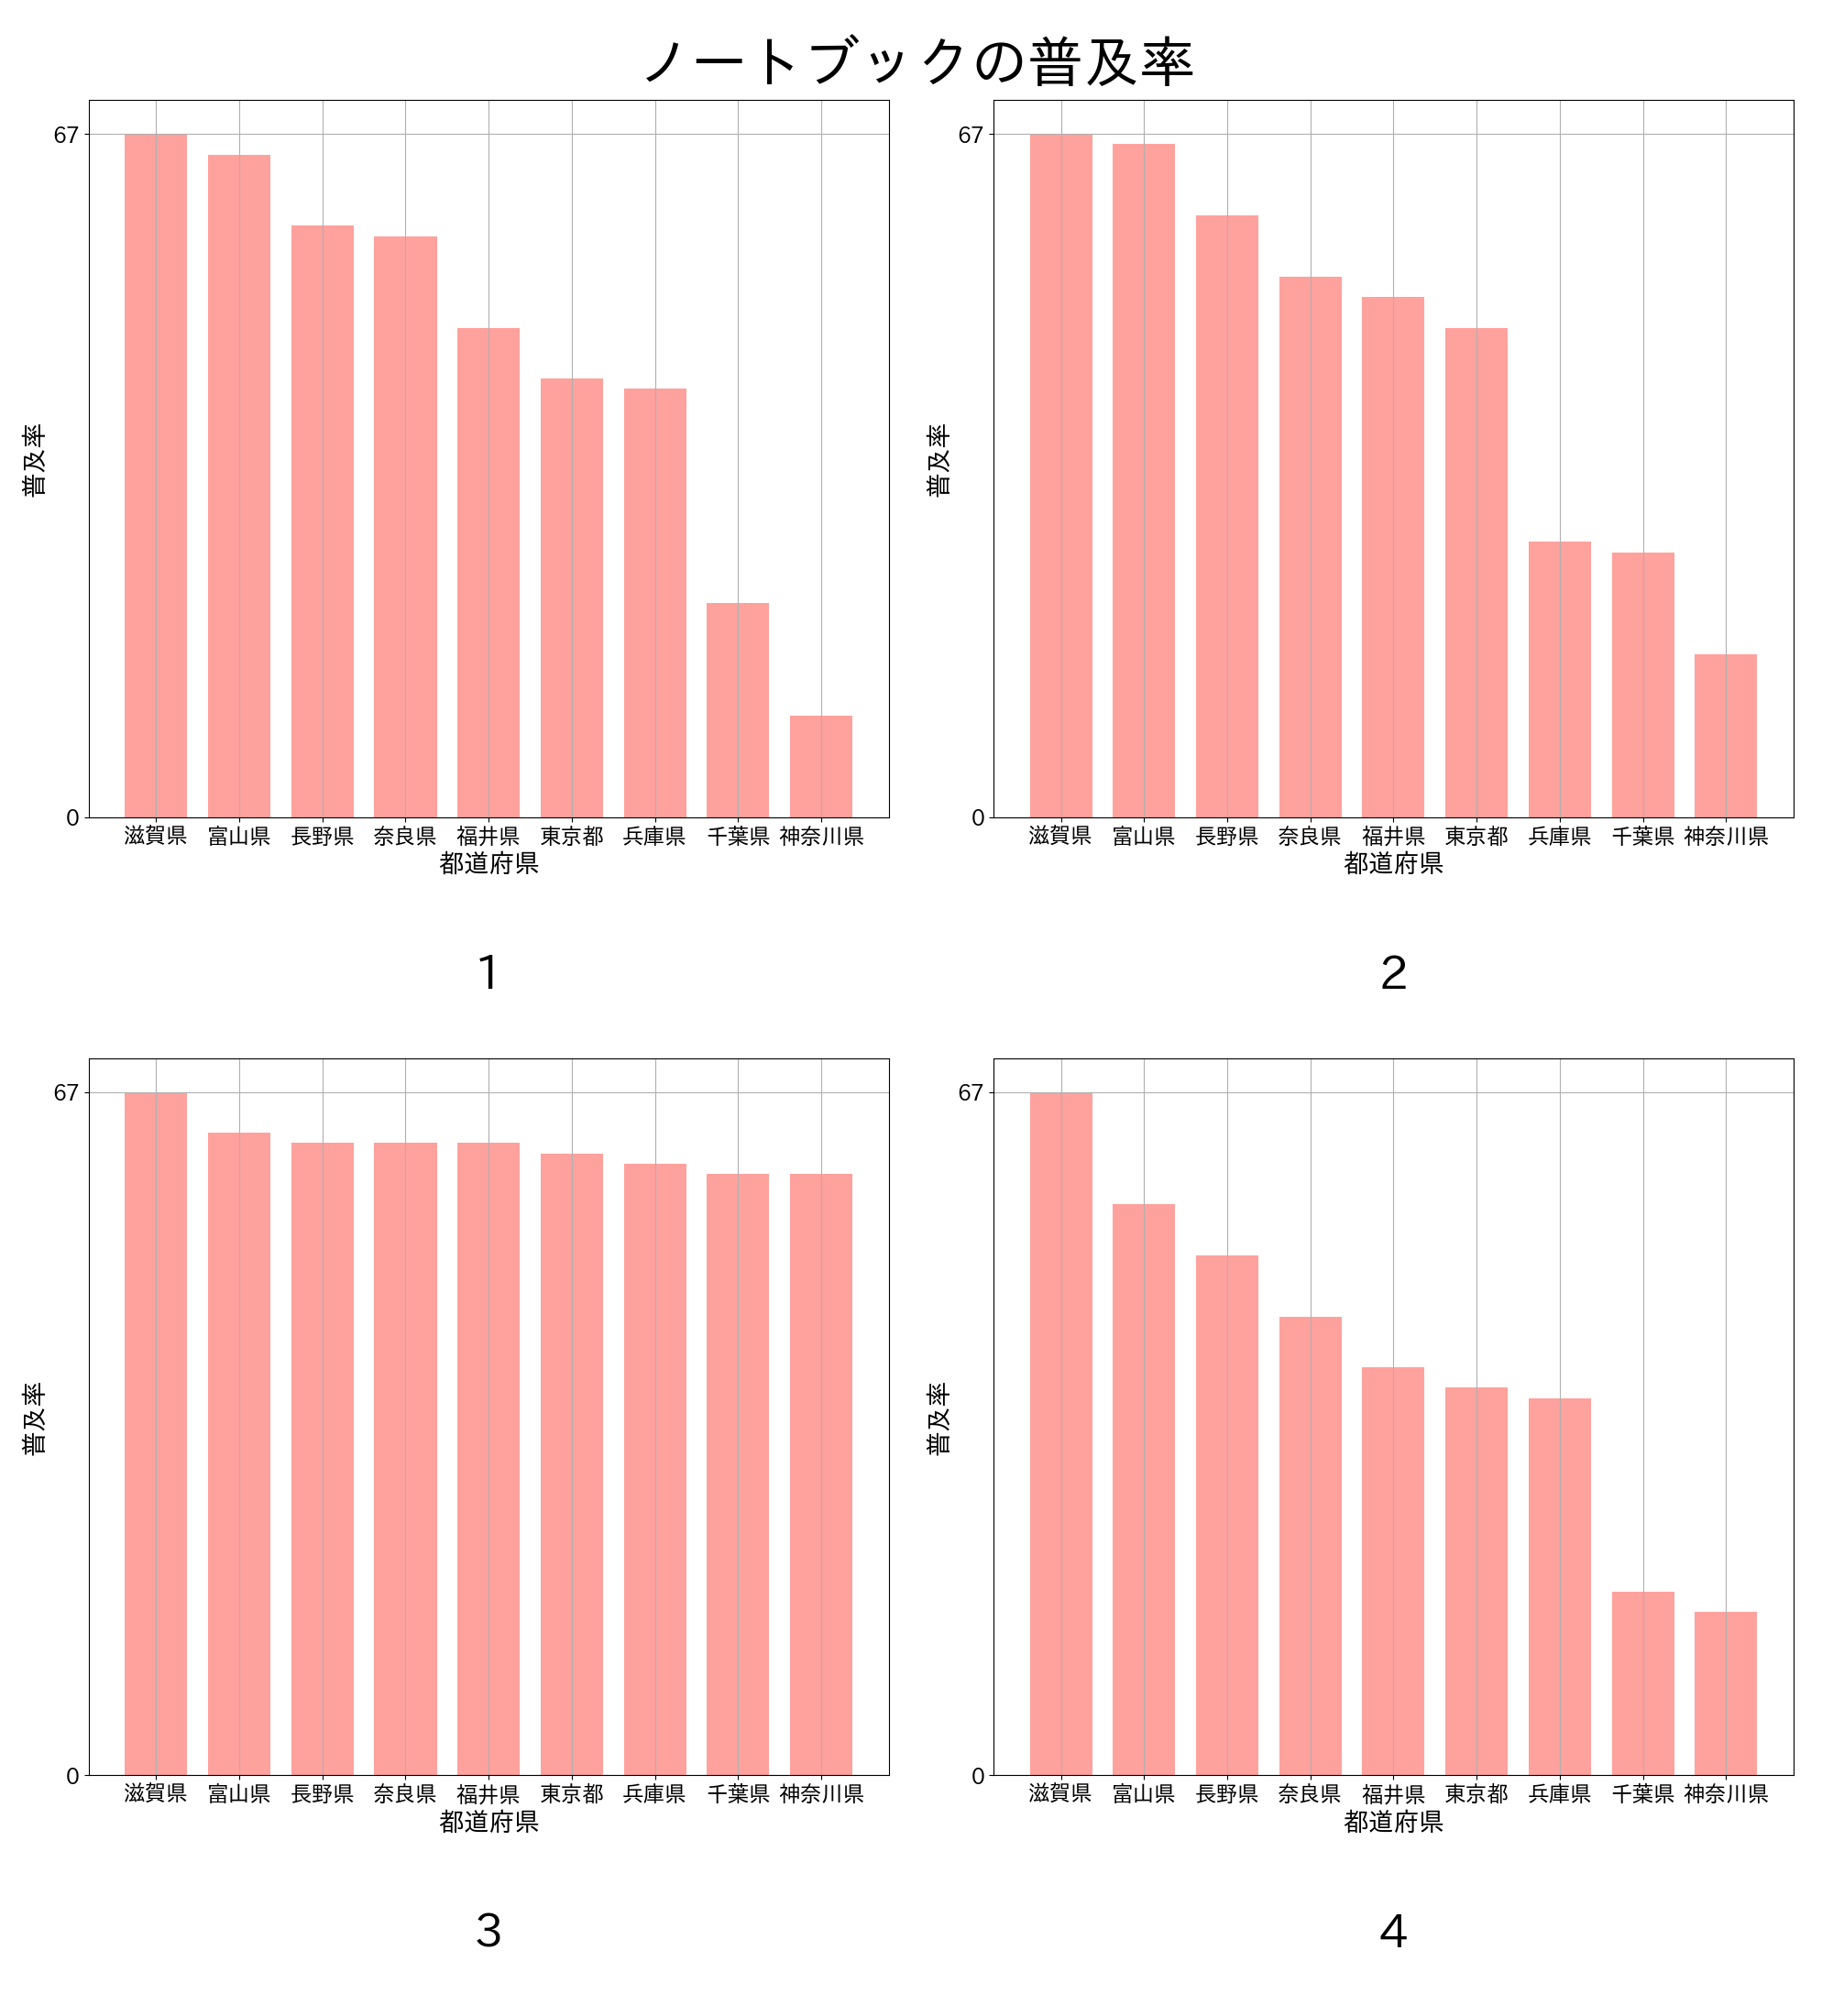 ノートブックの普及率
67
0
普及率
滋賀県 富山県 長野県 奈良県 福井県 東京都 兵庫県 千葉県 神奈川県
都道府県
1
67
0
普及率
滋賀県 富山県 長野県 奈良県 福井県 東京都 兵庫県 千葉県 神奈川県
都道府県
2
67
0
普及率
滋賀県 富山県 長野県 奈良県 福井県 東京都 兵庫県 千葉県 神奈川県
都道府県
3
67
0
普及率
滋賀県 富山県 長野県 奈良県 福井県 東京都 兵庫県 千葉県 神奈川県
都道府県
4